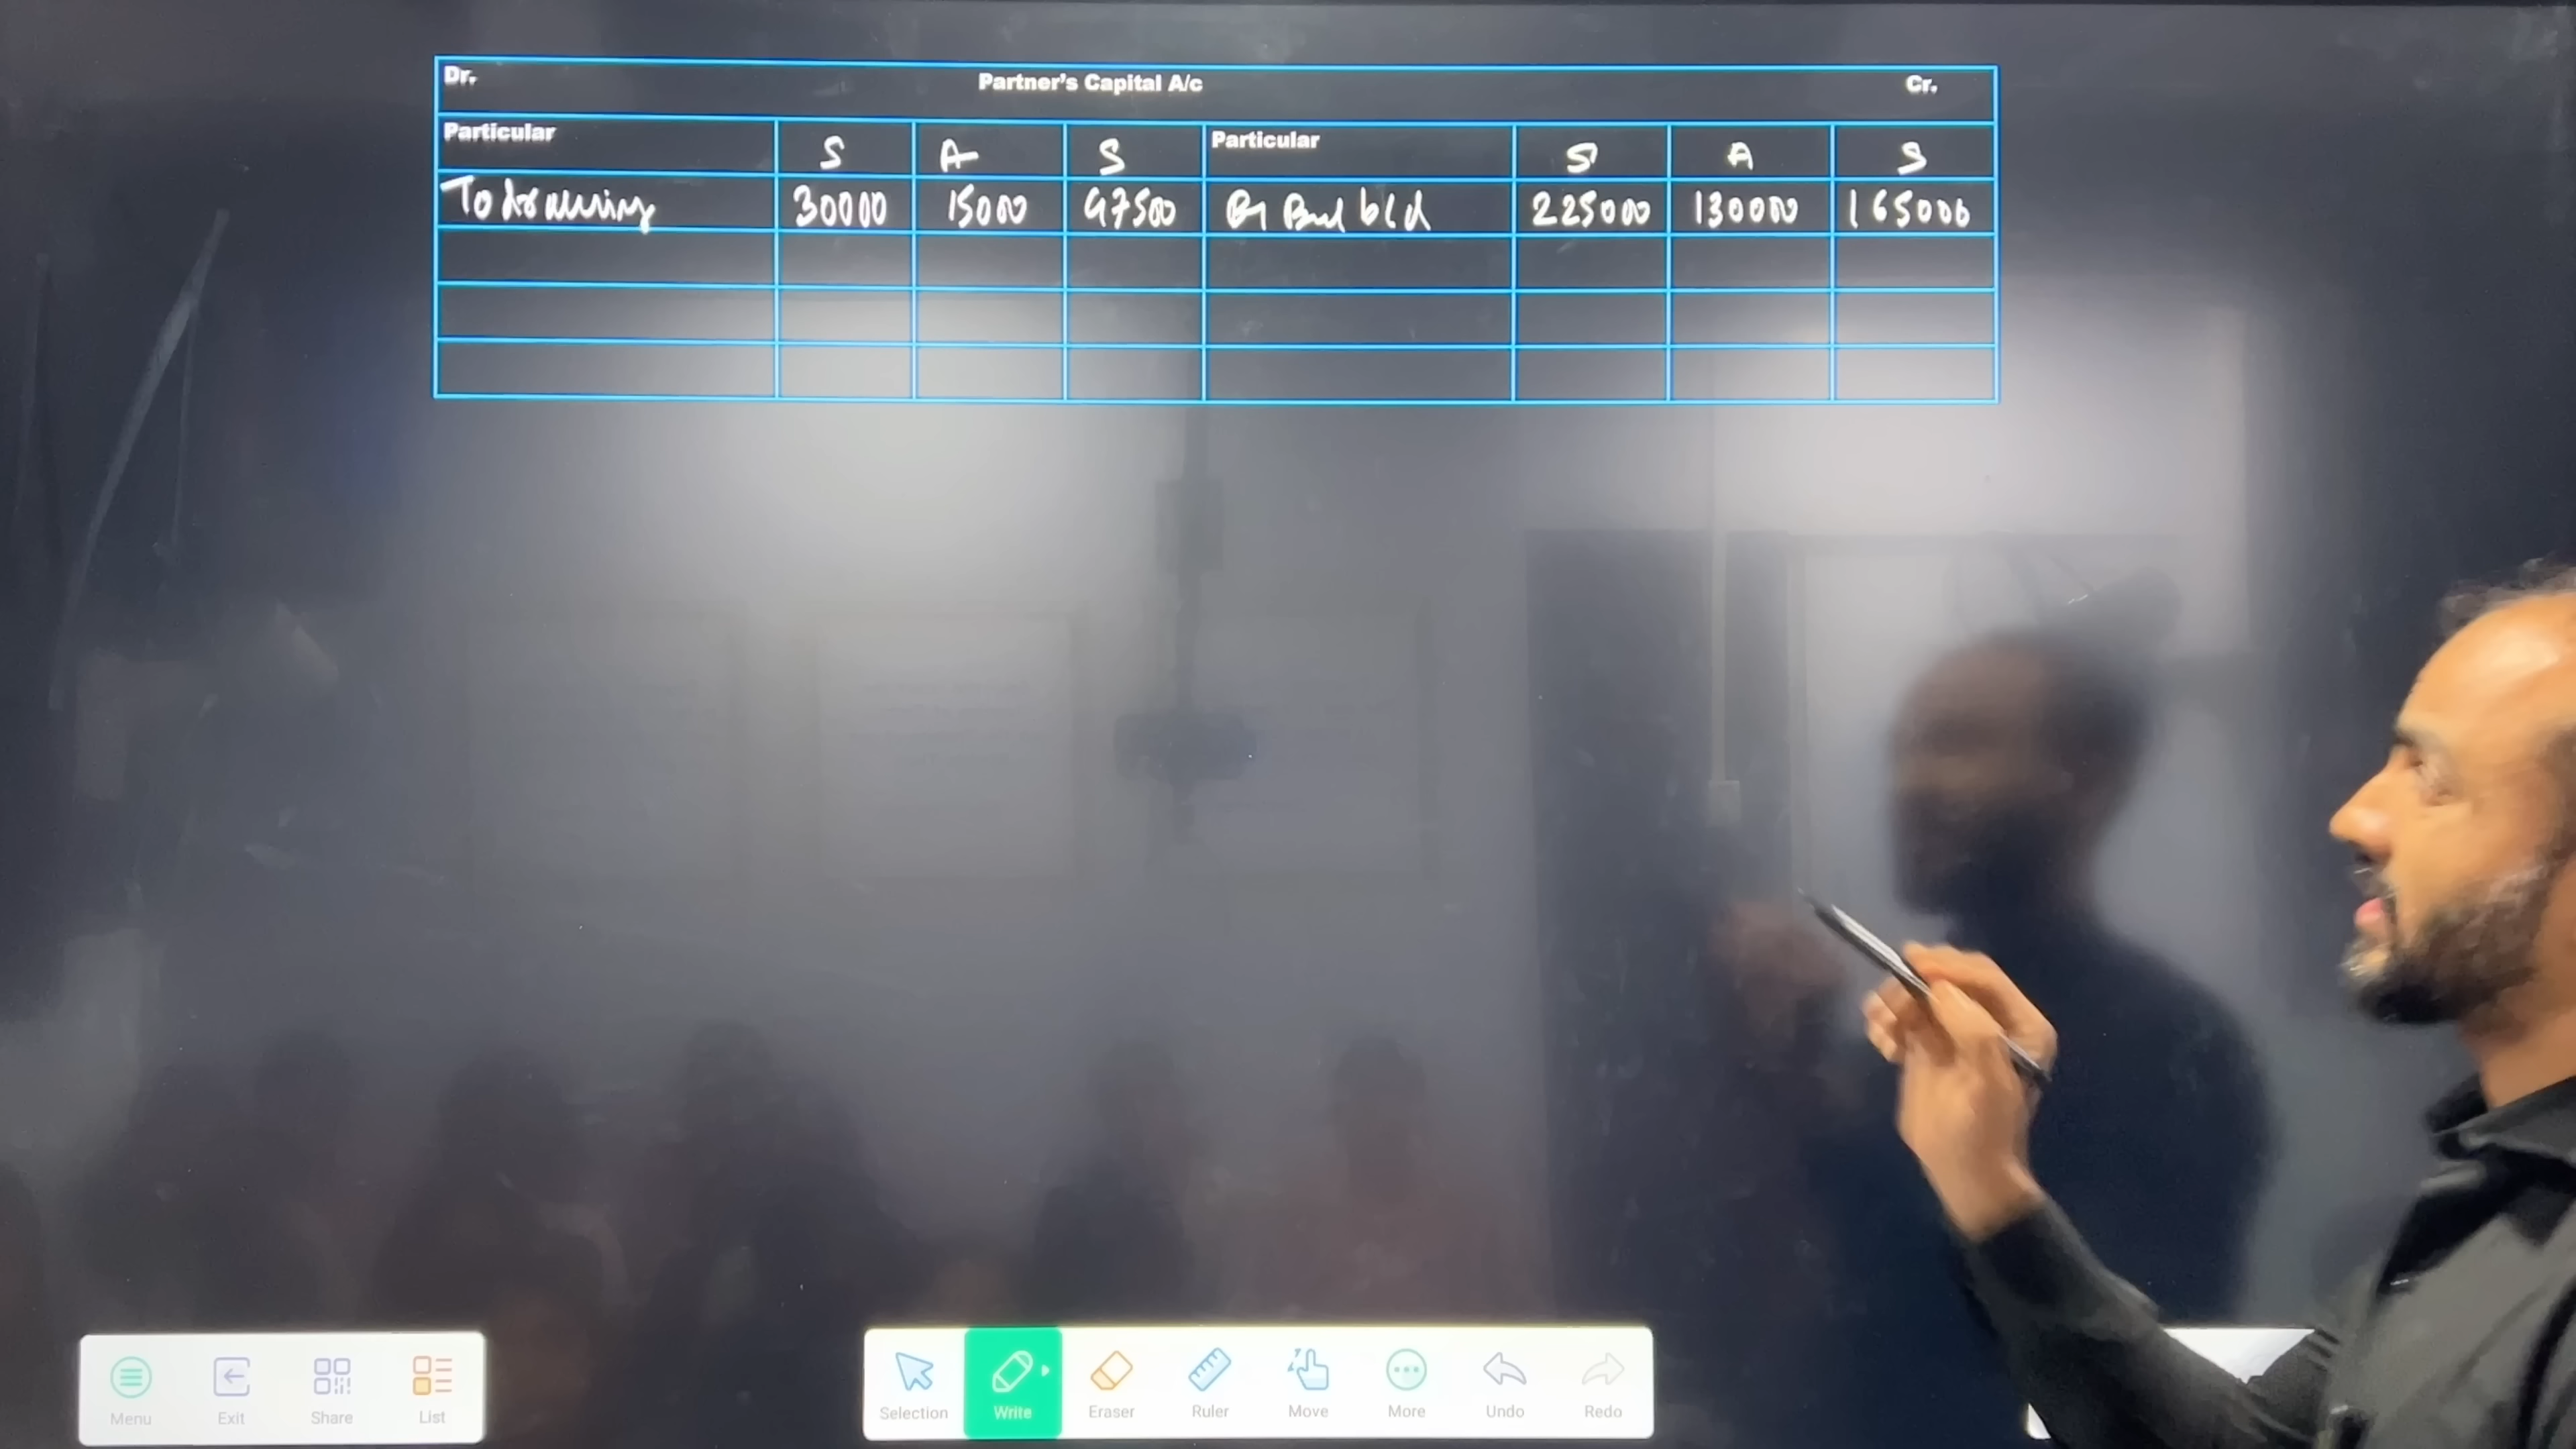 Dr. Partner's Capital A/c Cr.
Particular S A S Particular S A S
To drawing 30000 15000 47500 By Bal b/d 225000 130000 165000
Menu Exit Share List
Selection Write Eraser Ruler Move More Undo Redo